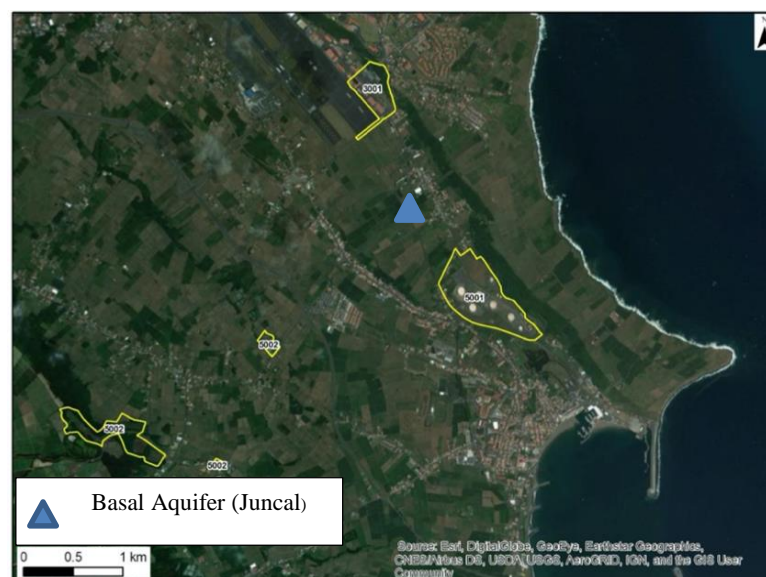 N
3001
5001
5002
5002
5002
Basal Aquifer (Juncal)
0 0.5 1 km
Source: Esri, DigitalGlobe, GeoEye, Earthstar Geographics,
CNES/Airbus DS, USDA, USGS, AeroGRID, IGN, and the GIS User
Community